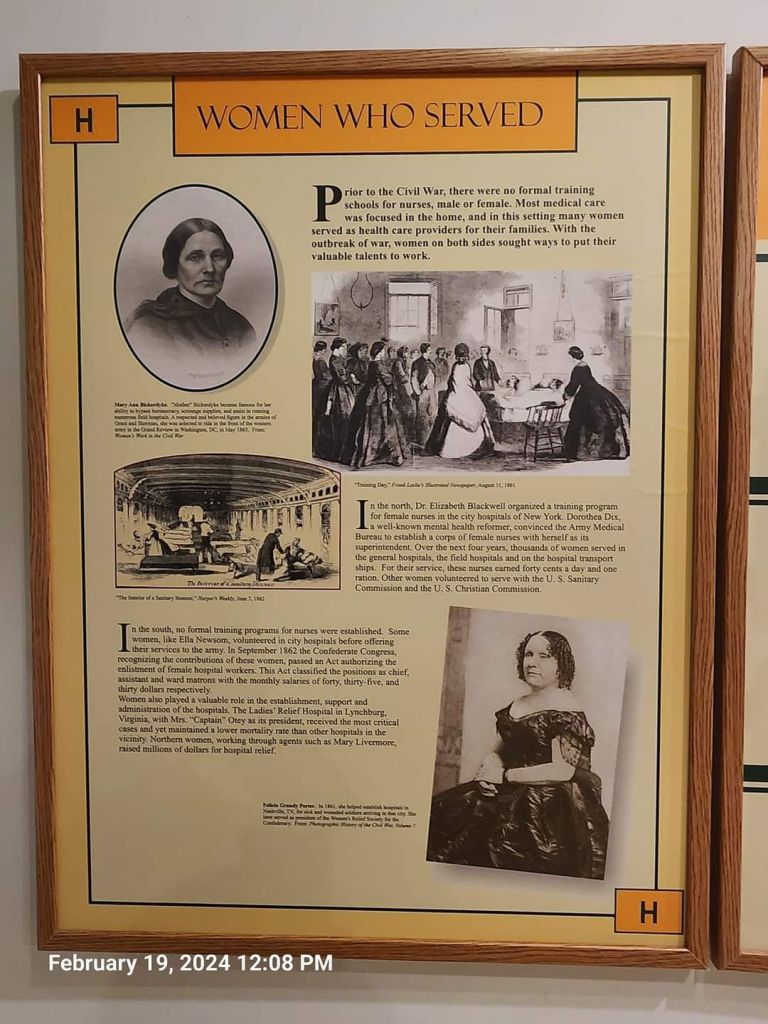 H
WOMEN WHO SERVED
Prior to the Civil War, there were no formal training
schools for nurses, male or female. Most medical care
was focused in the home, and in this setting many women
served as health care providers for their families. With the
outbreak of war, women on both sides sought ways to put their
valuable talents to work.
Mary Ann Bickerdyke. "Mother" Bickerdyke became famous for her
ability to bypass bureaucracy, scrounge supplies, and assist in running
numerous field hospitals. A respected and beloved figure in the armies of
Grant and Sherman, she was selected to ride in the front of the western
army in the Grand Review in Washington, DC, in May 1865. From:
Woman's Work in the Civil War
"Training Day," Frank Leslie's Illustrated Newspaper, August 31, 1861
The Interior of a Sanitary Steamer
"The Interior of a Sanitary Steamer," Harper's Weekly, June 7, 1862
In the north, Dr. Elizabeth Blackwell organized a training program
for female nurses in the city hospitals of New York. Dorothea Dix,
a well-known mental health reformer, convinced the Army Medical
Bureau to establish a corps of female nurses with herself as its
superintendent. Over the next four years, thousands of women served in
the general hospitals, the field hospitals and on the hospital transport
ships. For their service, these nurses earned forty cents a day and one
ration. Other women volunteered to serve with the U. S. Sanitary
Commission and the U. S. Christian Commission.
In the south, no formal training programs for nurses were established. Some
women, like Ella Newsom, volunteered in city hospitals before offering
their services to the army. In September 1862 the Confederate Congress,
recognizing the contributions of these women, passed an Act authorizing the
enlistment of female hospital workers. This Act classified the positions as chief,
assistant and ward matrons with the monthly salaries of forty, thirty-five, and
thirty dollars respectively.
Women also played a valuable role in the establishment, support and
administration of the hospitals. The Ladies' Relief Hospital in Lynchburg,
Virginia, with Mrs. "Captain" Otey as its president, received the most critical
cases and yet maintained a lower mortality rate than other hospitals in the
vicinity. Northern women, working through agents such as Mary Livermore,
raised millions of dollars for hospital relief.
Felicia Grundy Porter. In 1861, she helped establish hospitals in
Nashville, TN, for sick and wounded soldiers arriving in that city. She
later served as president of the Women's Relief Society for the
Confederacy. From: Photographic History of the Civil War, Volume 7
H
February 19, 2024 12:08 PM